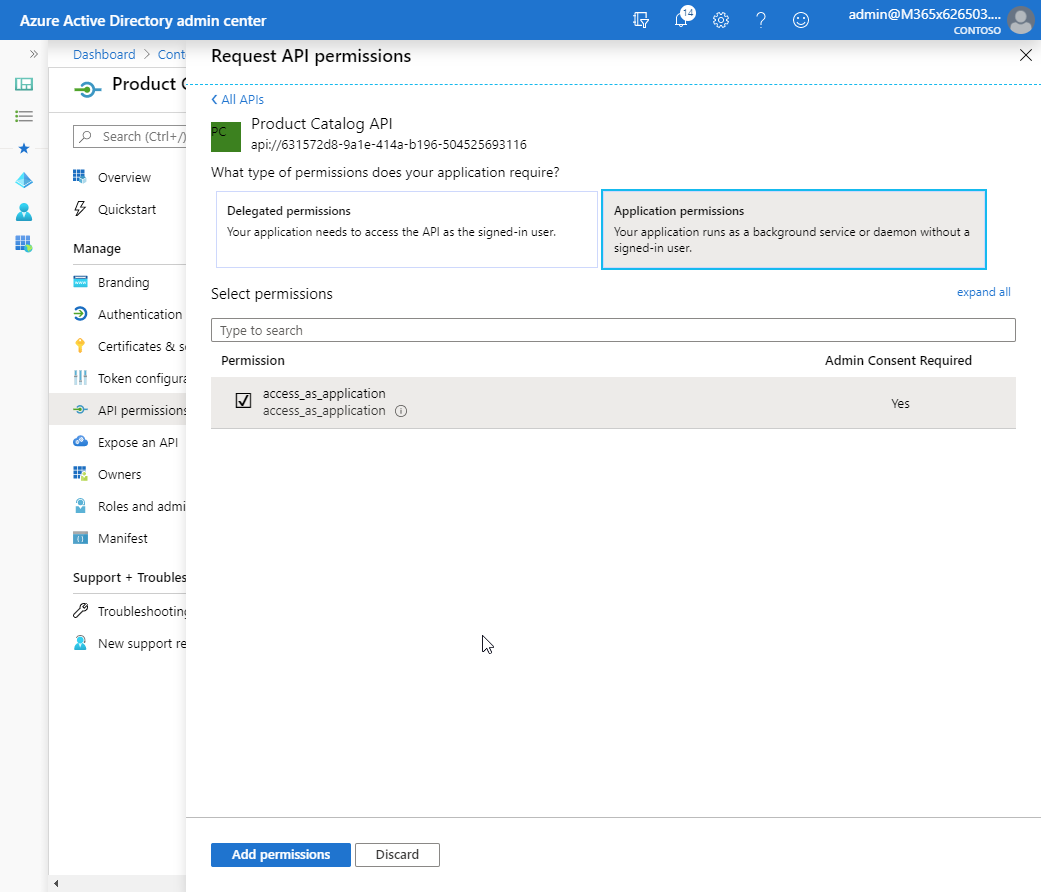 Azure Active Directory admin center
14
admin@M365x626503....
CONTOSO
Dashboard
Cont
Product C
Search (Ctrl+/)
Overview
Quickstart
Manage
Branding
Authentication
Certificates & se
Token configura
API permissions
Expose an API
Owners
Roles and admi
Manifest
Support + Troubles
Troubleshooting
New support re
Request API permissions
All APIs
PC
Product Catalog API
api://631572d8-9a1e-414a-b196-504525693116
What type of permissions does your application require?
Delegated permissions
Your application needs to access the API as the signed-in user.
Application permissions
Your application runs as a background service or daemon without a
signed-in user.
Select permissions
expand all
Type to search
Permission
Admin Consent Required
access_as_application
access_as_application
Yes
Add permissions
Discard